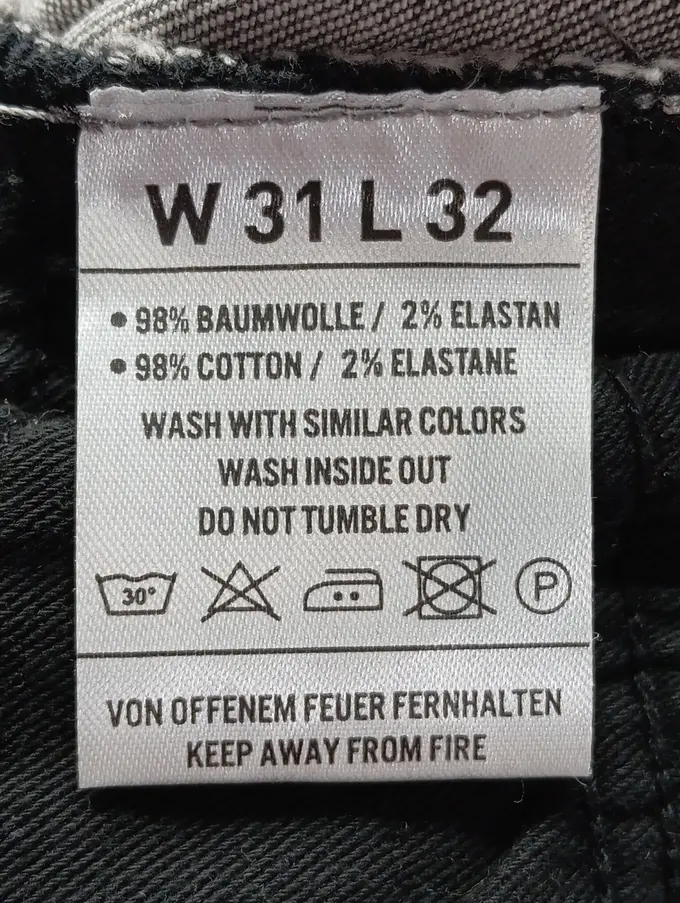 W 31 L 32
• 98% BAUMWOLLE / 2% ELASTAN
• 98% COTTON / 2% ELASTANE
WASH WITH SIMILAR COLORS
WASH INSIDE OUT
DO NOT TUMBLE DRY
30° P
VON OFFENEM FEUER FERNHALTEN
KEEP AWAY FROM FIRE